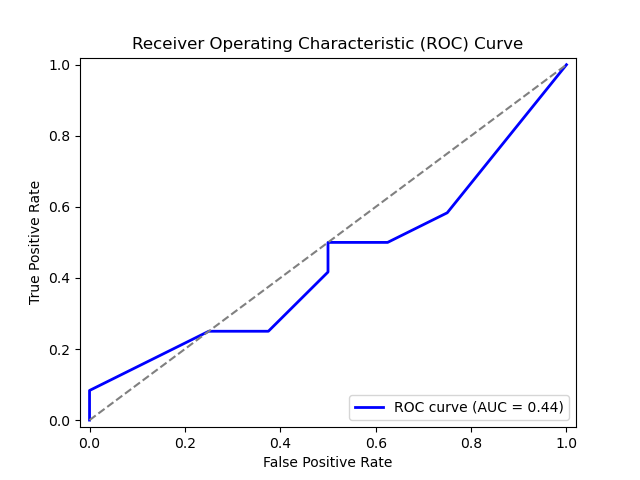 Receiver Operating Characteristic (ROC) Curve
True Positive Rate
1.0
0.8
0.6
0.4
0.2
0.0
ROC curve (AUC = 0.44)
0.0 0.2 0.4 0.6 0.8 1.0
False Positive Rate